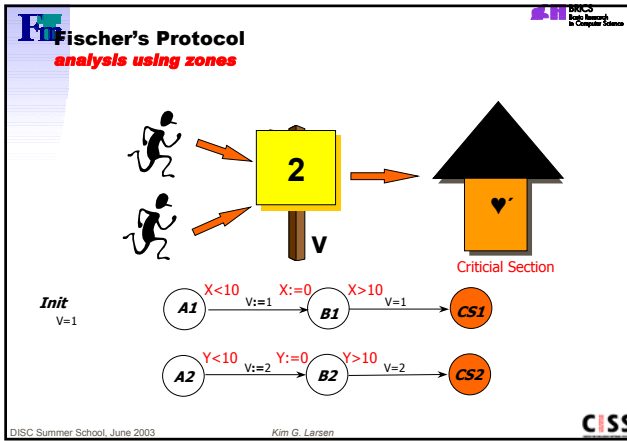 BRICS
Basic Research
in Computer Science
Fischer's Protocol
analysis using zones
2
V
Criticial Section
Init
V=1
A1 X<10 V:=1 X:=0 B1 X>10 V=1 CS1
A2 Y<10 V:=2 Y:=0 B2 Y>10 V=2 CS2
DISC Summer School, June 2003 Kim G. Larsen
CISS